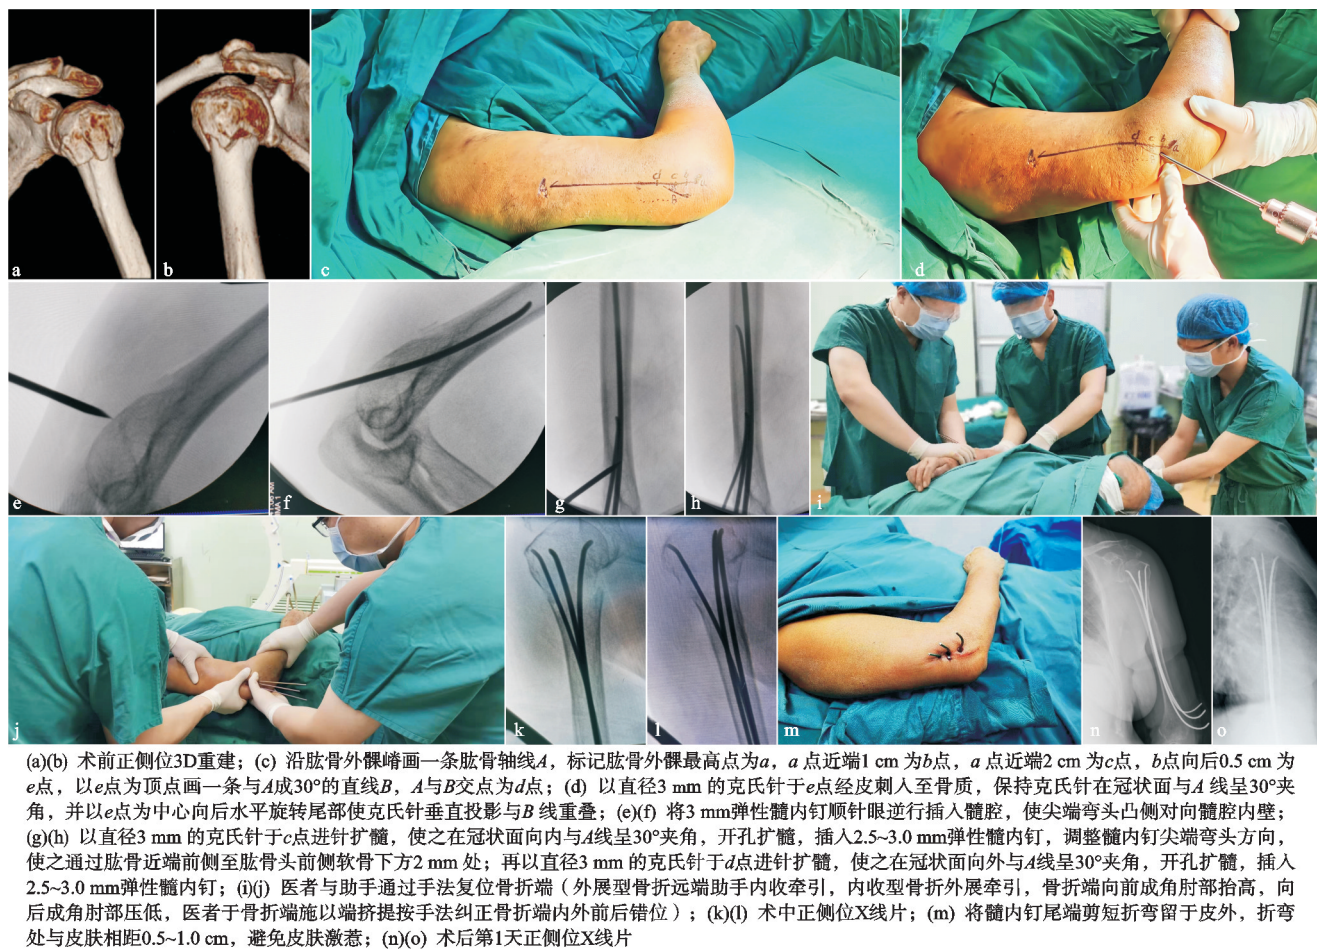 a
b
c
d
A
d
c
b
a
e
B
d
c
b
a
e
f
g
h
i
j
k
l
m
n
o
(a)(b) 术前正侧位3D重建；(c) 沿肱骨外髁嵴画一条肱骨轴线A，标记肱骨外髁最高点为a，a 点近端1 cm 为b点，a 点近端2 cm 为c点，b点向后0.5 cm 为
e点，以e点为顶点画一条与A成30°的直线B，A与B交点为d点；(d) 以直径3 mm的克氏针于e点经皮刺入至骨质，保持克氏针在冠状面与A 线呈30°夹
角，并以e点为中心向后水平旋转尾部使克氏针垂直投影与B 线重叠；(e)(f) 将3 mm弹性髓内钉顺针眼逆行插入髓腔，使尖端弯头凸侧对向髓腔内壁；
(g)(h) 以直径3 mm 的克氏针于c点进针扩髓，使之在冠状面向内与A线呈30°夹角，开孔扩髓，插入2.5~3.0 mm弹性髓内钉，调整髓内钉尖端弯头方向，
使之通过肱骨近端前侧至肱骨头前侧软骨下方2 mm 处；再以直径3 mm的克氏针于d点进针扩髓，使之在冠状面向外与A线呈30°夹角，开孔扩髓，插入
2.5~3.0 mm弹性髓内钉；(i)(j) 医者与助手通过手法复位骨折端（外展型骨折远端助手内收牵引，内收型骨折外展牵引，骨折端向前成角肘部抬高，向
后成角肘部压低，医者于骨折端施以端挤提按手法纠正骨折端内外前后错位）；(k)(l) 术中正侧位X线片；(m) 将髓内钉尾端剪短折弯留于皮外，折弯
处与皮肤相距0.5~1.0 cm，避免皮肤激惹；(n)(o) 术后第1天正侧位X线片